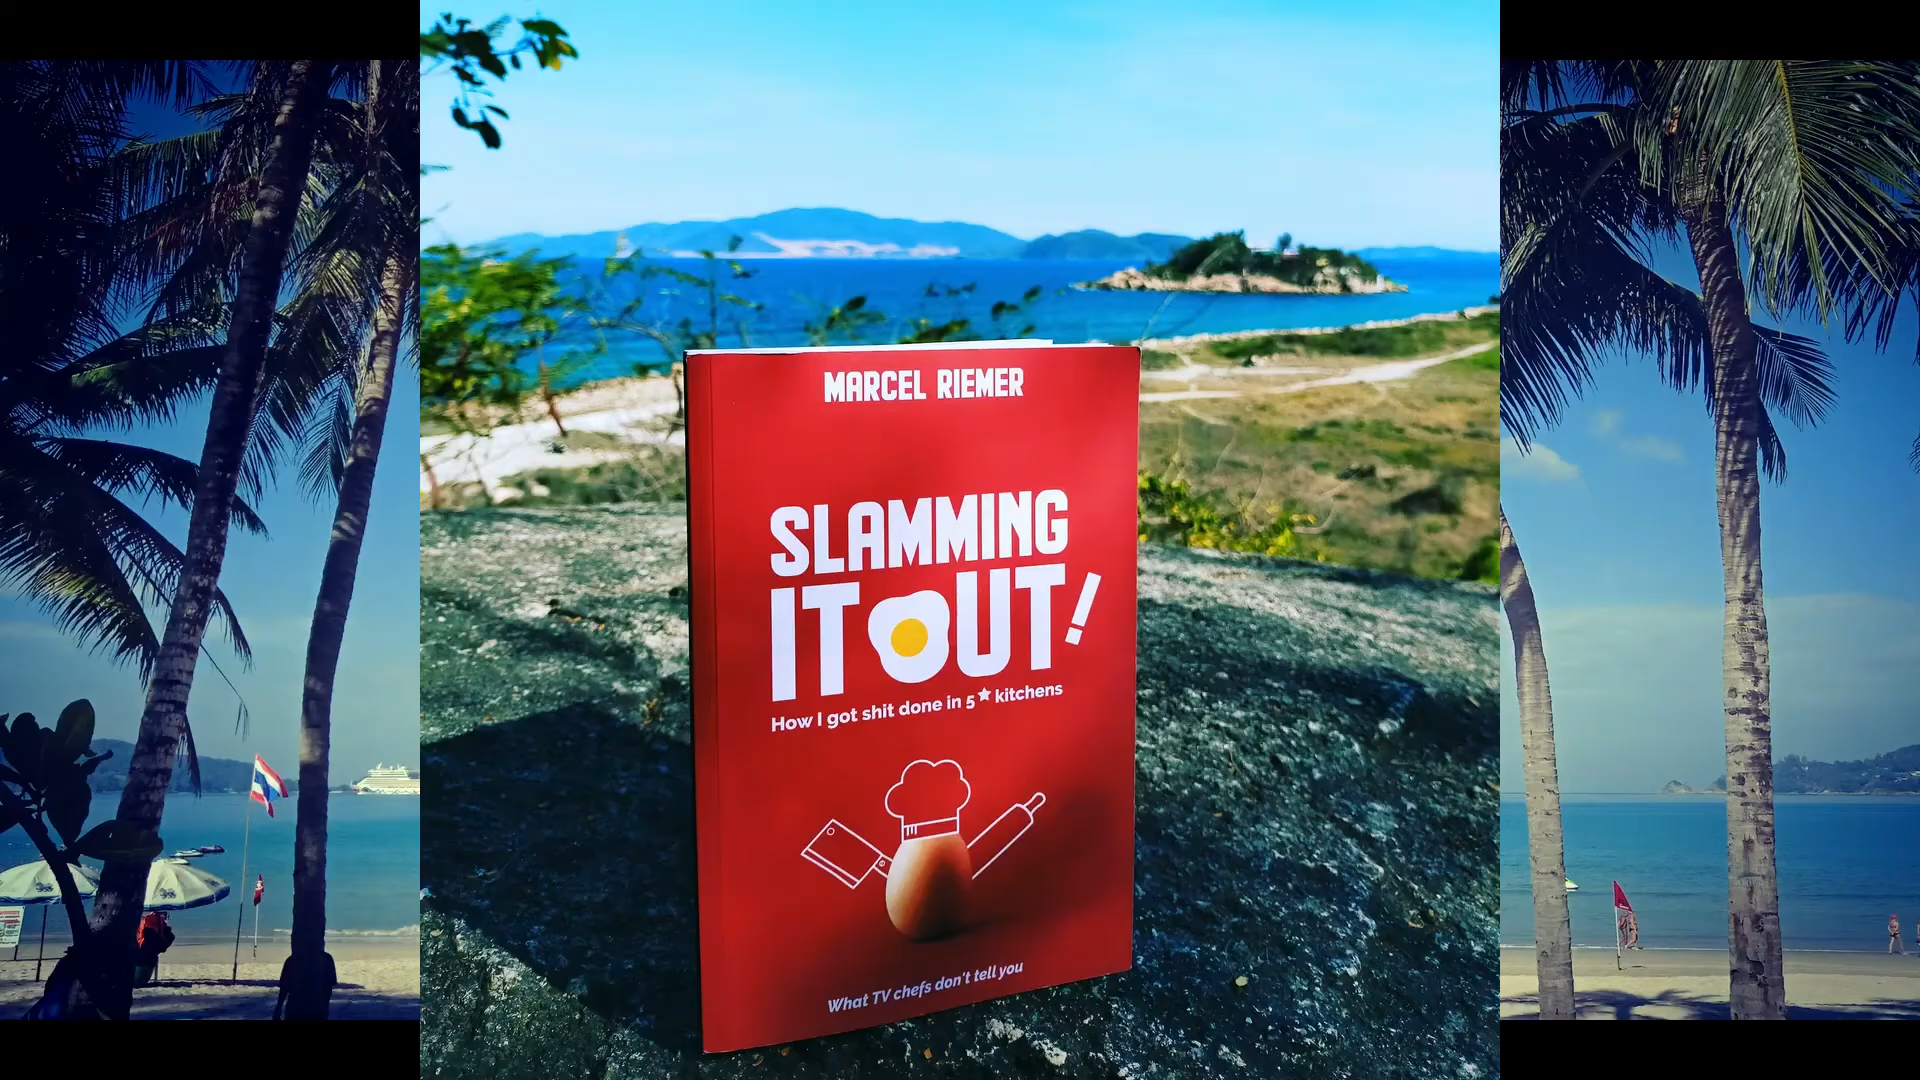 MARCEL RIEMER
SLAMMING
IT OUT!
How I got shit done in 5★ kitchens
What TV chefs don't tell you